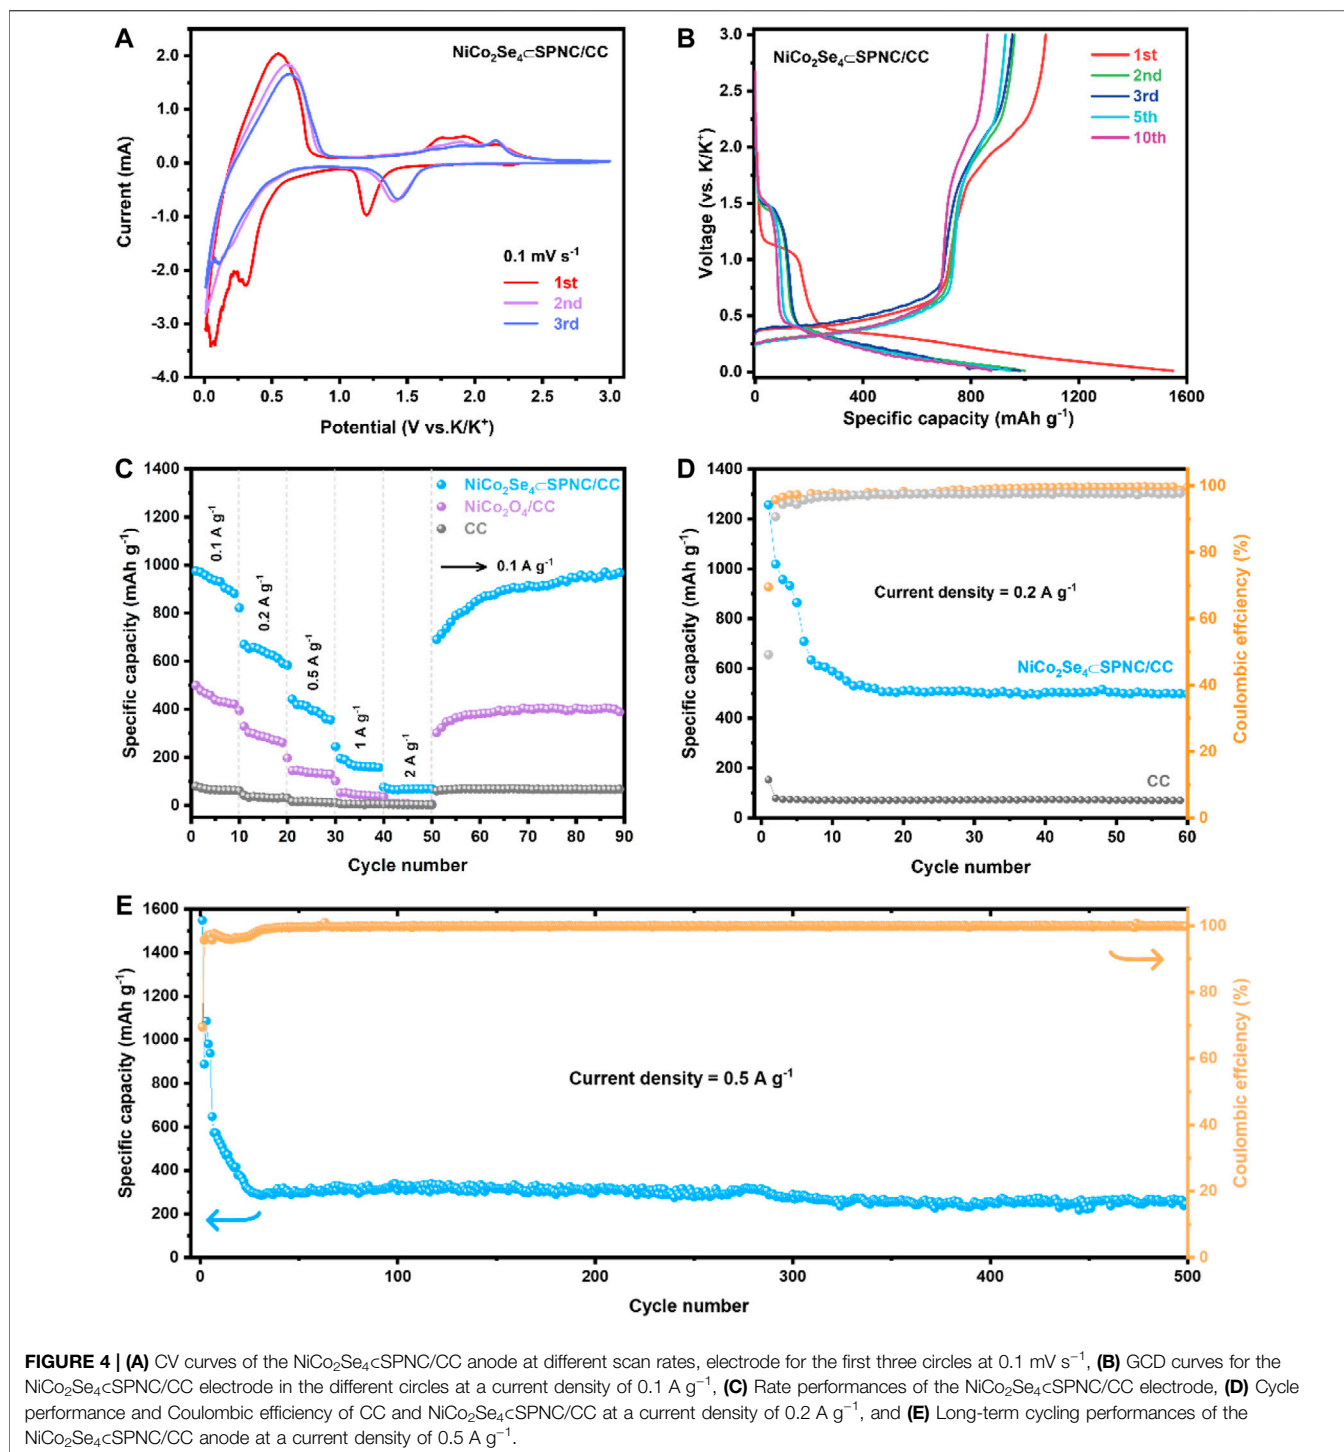 A
NiCo₂Se₄⊂SPNC/CC
2.0
1.0
0.0
-1.0
-2.0
-3.0
-4.0
Current (mA)
0.1 mV s⁻¹
1st
2nd
3rd
0.0 0.5 1.0 1.5 2.0 2.5 3.0
Potential (V vs.K/K⁺)
B
NiCo₂Se₄⊂SPNC/CC
3.0
2.5
2.0
1.5
1.0
0.5
0.0
Voltage (vs. K/K⁺)
1st
2nd
3rd
5th
10th
0 400 800 1200 1600
Specific capacity (mAh g⁻¹)
C
1400
1200
1000
800
600
400
200
0
Specific capacity (mAh g⁻¹)
NiCo₂Se₄⊂SPNC/CC
NiCo₂O₄/CC
CC
0.1 A g⁻¹
0.2 A g⁻¹
0.5 A g⁻¹
1 A g⁻¹
2 A g⁻¹
0.1 A g⁻¹
0 10 20 30 40 50 60 70 80 90
Cycle number
D
1400
1200
1000
800
600
400
200
0
Specific capacity (mAh g⁻¹)
Current density = 0.2 A g⁻¹
NiCo₂Se₄⊂SPNC/CC
CC
100
80
60
40
20
0
Coulombic effciency (%)
0 10 20 30 40 50 60
Cycle number
E
1600
1400
1200
1000
800
600
400
200
0
Specific capacity (mAh g⁻¹)
Current density = 0.5 A g⁻¹
100
80
60
40
20
0
Coulombic effciency (%)
0 100 200 300 400 500
Cycle number
FIGURE 4 | (A) CV curves of the NiCo₂Se₄⊂SPNC/CC anode at different scan rates, electrode for the first three circles at 0.1 mV s⁻¹, (B) GCD curves for the
NiCo₂Se₄⊂SPNC/CC electrode in the different circles at a current density of 0.1 A g⁻¹, (C) Rate performances of the NiCo₂Se₄⊂SPNC/CC electrode, (D) Cycle
performance and Coulombic efficiency of CC and NiCo₂Se₄⊂SPNC/CC at a current density of 0.2 A g⁻¹, and (E) Long-term cycling performances of the
NiCo₂Se₄⊂SPNC/CC anode at a current density of 0.5 A g⁻¹.